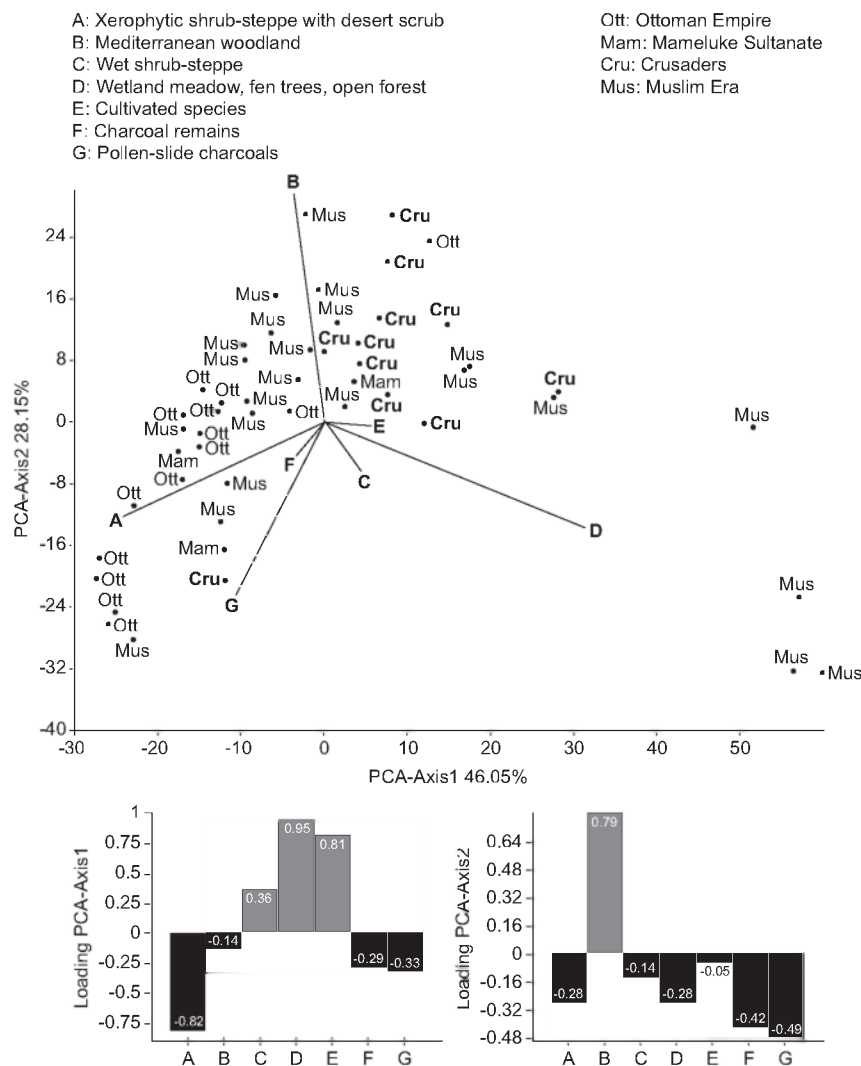 A: Xerophytic shrub-steppe with desert scrub
B: Mediterranean woodland
C: Wet shrub-steppe
D: Wetland meadow, fen trees, open forest
E: Cultivated species
F: Charcoal remains
G: Pollen-slide charcoals
Ott: Ottoman Empire
Mam: Mameluke Sultanate
Cru: Crusaders
Mus: Muslim Era
B
Mus
Cru
24
Ott
Cru
Mus
Mus
16
Mus
Cru
Mus
Cru
Mus
Cru
Cru
Mus
Mus
Mus
8
Mus
Cru
Mus
Ott
Mus
Mam
Mus
Cru
Ott
Mus
Cru
Mus
Mus
Ott
Ott
Mus
Ott
Mus
0
Mus
Ott
E
Cru
Ott
Mam
F
Ott
Mus
C
-8
Ott
A
Mus
D
-16
Mam
Ott
Ott
Cru
Mus
-24
Ott
G
Ott
Mus
Mus
Mus
-32
-40
-30
-20
-10
0
10
20
30
40
50
PCA-Axis2 28.15%
PCA-Axis1 46.05%
Loading PCA-Axis1
1
0.75
0.5
0.25
0
-0.25
-0.5
-0.75
-0.82
-0.14
0.36
0.95
0.81
-0.29
-0.33
A B C D E F G
Loading PCA-Axis2
0.64
0.48
0.32
0.16
0
-0.16
-0.32
-0.48
-0.28
0.79
-0.14
-0.28
-0.05
-0.42
-0.49
A B C D E F G